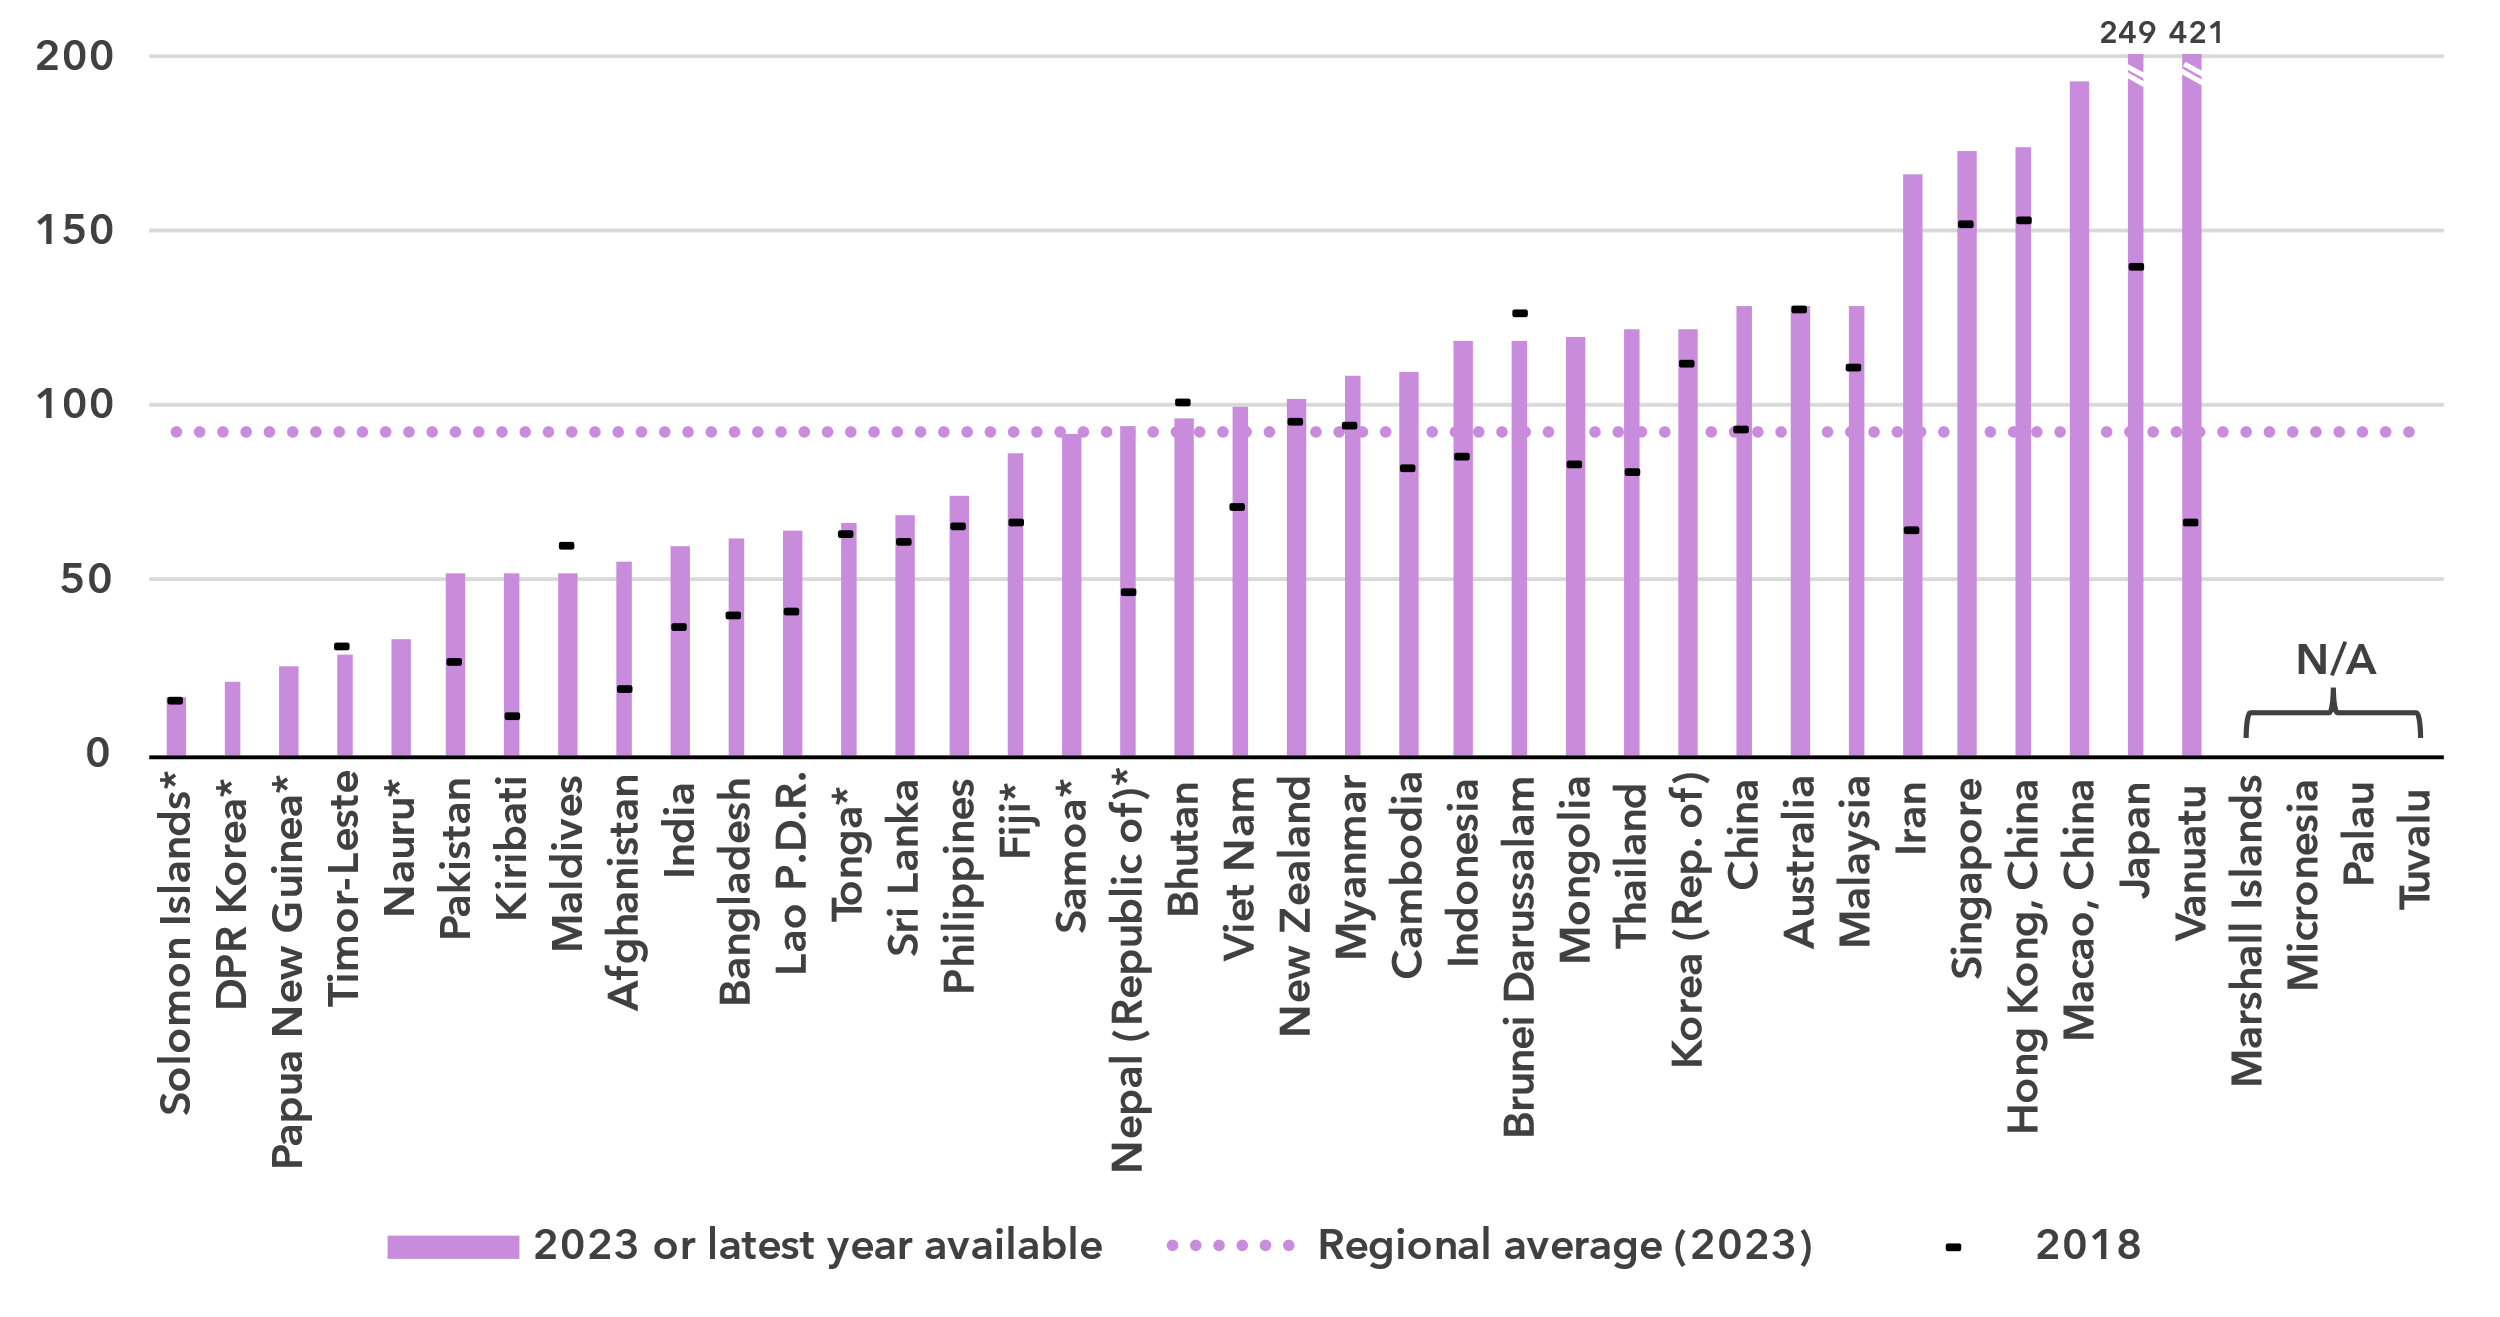 249 421
200
150
100
50
0
N/A
Solomon Islands*
DPR Korea*
Papua New Guinea*
Timor-Leste
Nauru*
Pakistan
Kiribati
Maldives
Afghanistan
India
Bangladesh
Lao P.D.R.
Tonga*
Sri Lanka
Philippines
Fiji*
Samoa*
Nepal (Republic of)*
Bhutan
Viet Nam
New Zealand
Myanmar
Cambodia
Indonesia
Brunei Darussalam
Mongolia
Thailand
Korea (Rep. of)
China
Australia
Malaysia
Iran
Singapore
Hong Kong, China
Macao, China
Japan
Vanuatu
Marshall Islands
Micronesia
Palau
Tuvalu
2023 or latest year available
Regional average (2023)
2018